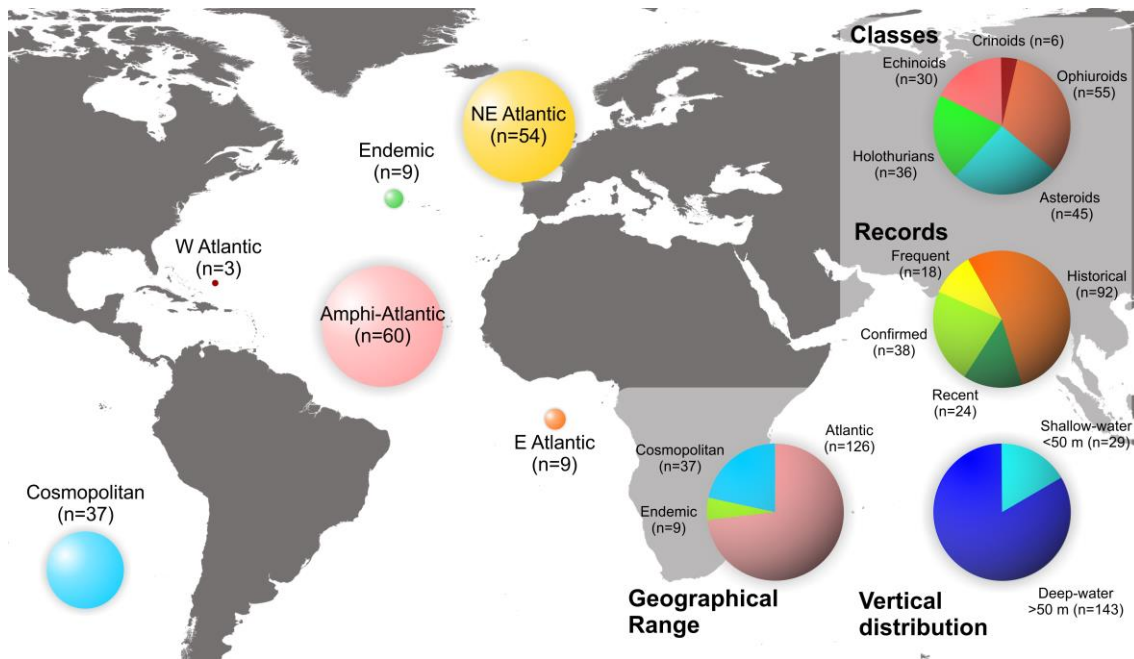 Classes
Crinoids (n=6)
Echinoids
(n=30)
Ophiuroids
(n=55)
Holothurians
(n=36)
Asteroids
(n=45)
NE Atlantic
(n=54)
Endemic
(n=9)
W Atlantic
(n=3)
Amphi-Atlantic
(n=60)
E Atlantic
(n=9)
Cosmopolitan
(n=37)
Records
Frequent
(n=18)
Historical
(n=92)
Confirmed
(n=38)
Recent
(n=24)
Atlantic
(n=126)
Cosmopolitan
(n=37)
Endemic
(n=9)
Geographical
Range
Shallow-water
<50 m (n=29)
Deep-water
>50 m (n=143)
Vertical
distribution